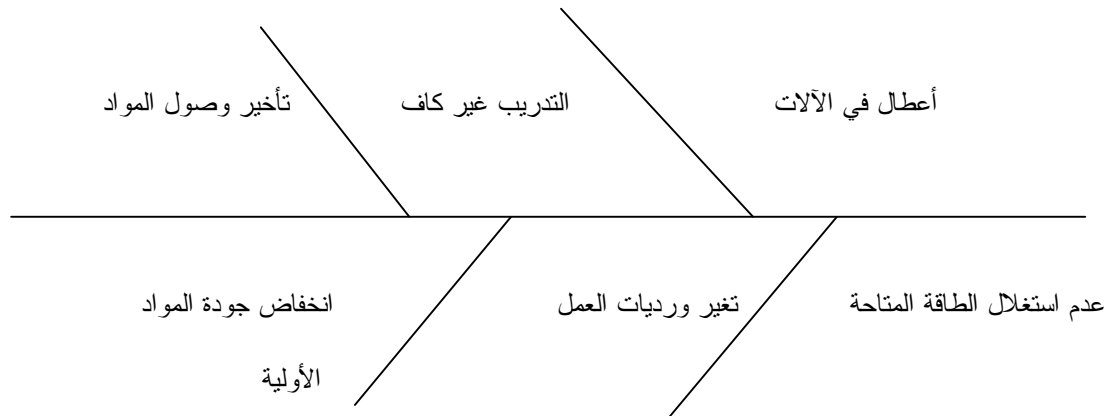 أعطال في الآلات
التدريب غير كاف
تأخير وصول المواد
عدم استغلال الطاقة المتاحة
تغير ورديات العمل
انخفاض جودة المواد
الأولية